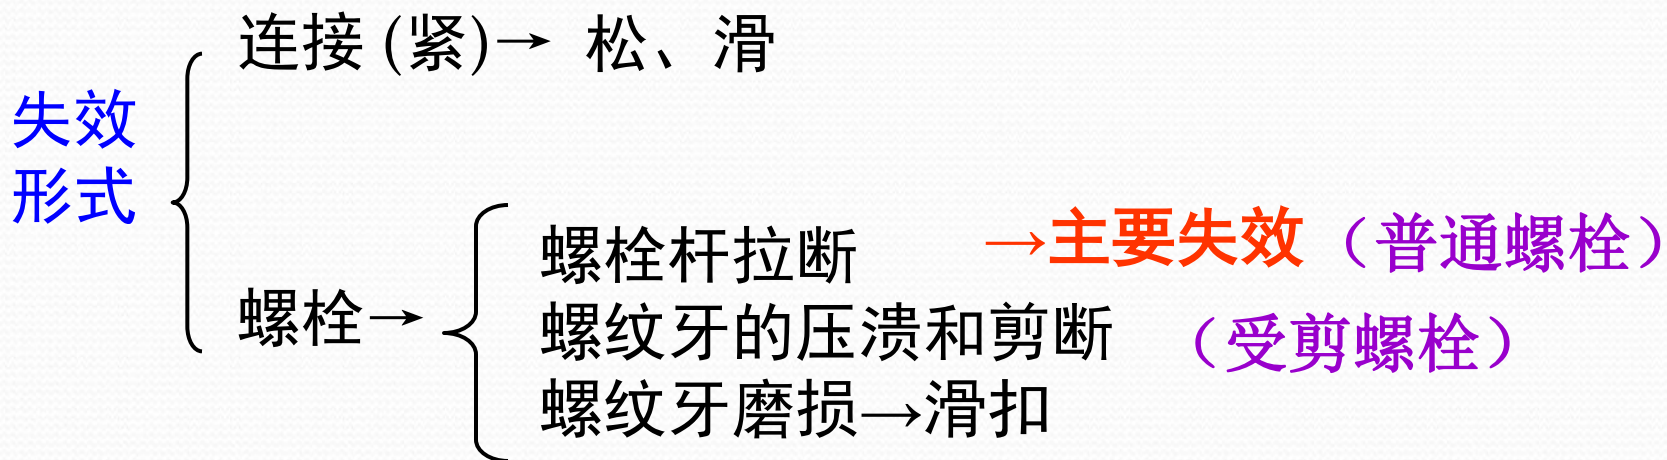 连接(紧)→ 松、滑
失效
形式
螺栓杆拉断 →主要失效（普通螺栓）
螺栓→
螺纹牙的压溃和剪断 （受剪螺栓）
螺纹牙磨损→滑扣